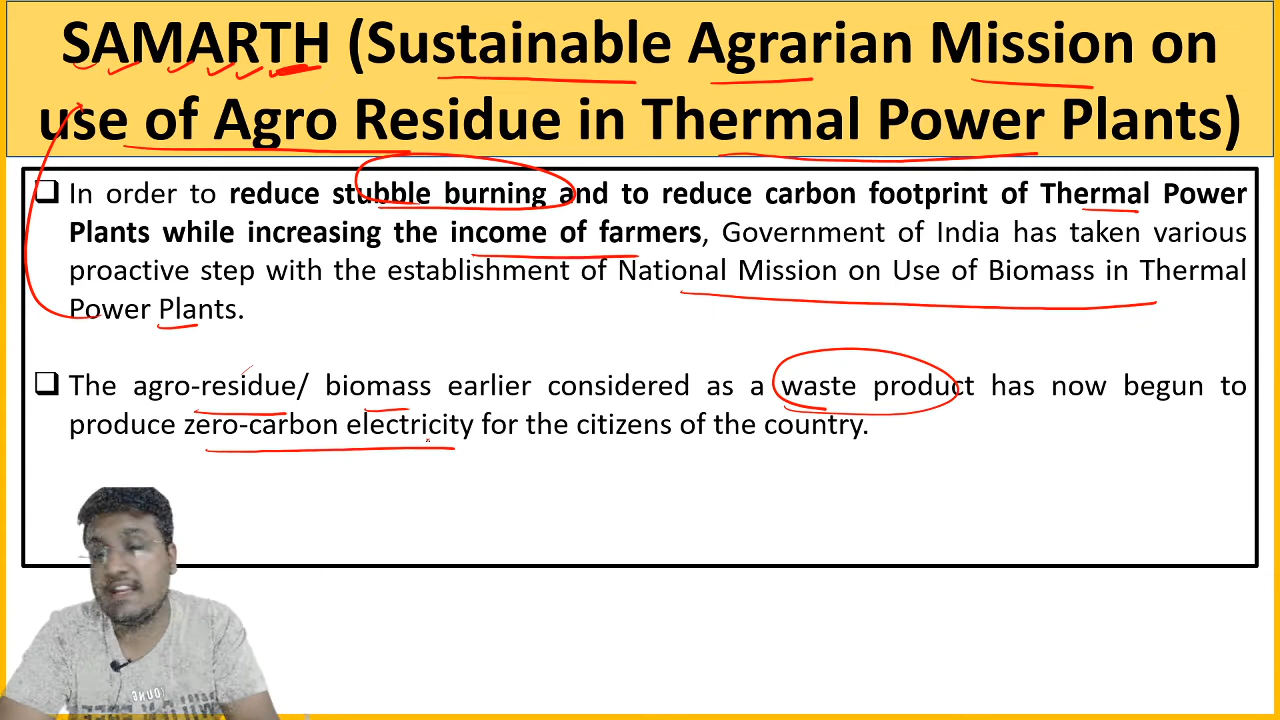 SAMARTH (Sustainable Agrarian Mission on
use of Agro Residue in Thermal Power Plants)
❑ In order to reduce stubble burning and to reduce carbon footprint of Thermal Power
Plants while increasing the income of farmers, Government of India has taken various
proactive step with the establishment of National Mission on Use of Biomass in Thermal
Power Plants.
❑ The agro-residue/ biomass earlier considered as a waste product has now begun to
produce zero-carbon electricity for the citizens of the country.